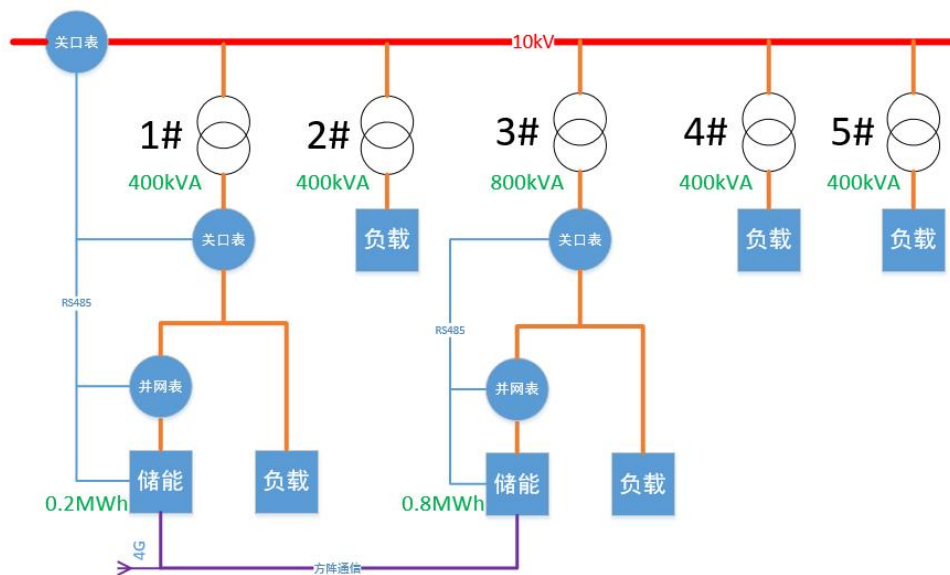 关口表
10kV
1#
2#
3#
4#
5#
400kVA
400kVA
800kVA
400kVA
400kVA
关口表
负载
关口表
负载
负载
RS485
RS485
并网表
并网表
储能
负载
储能
负载
0.2MWh
0.8MWh
4G
方阵通信